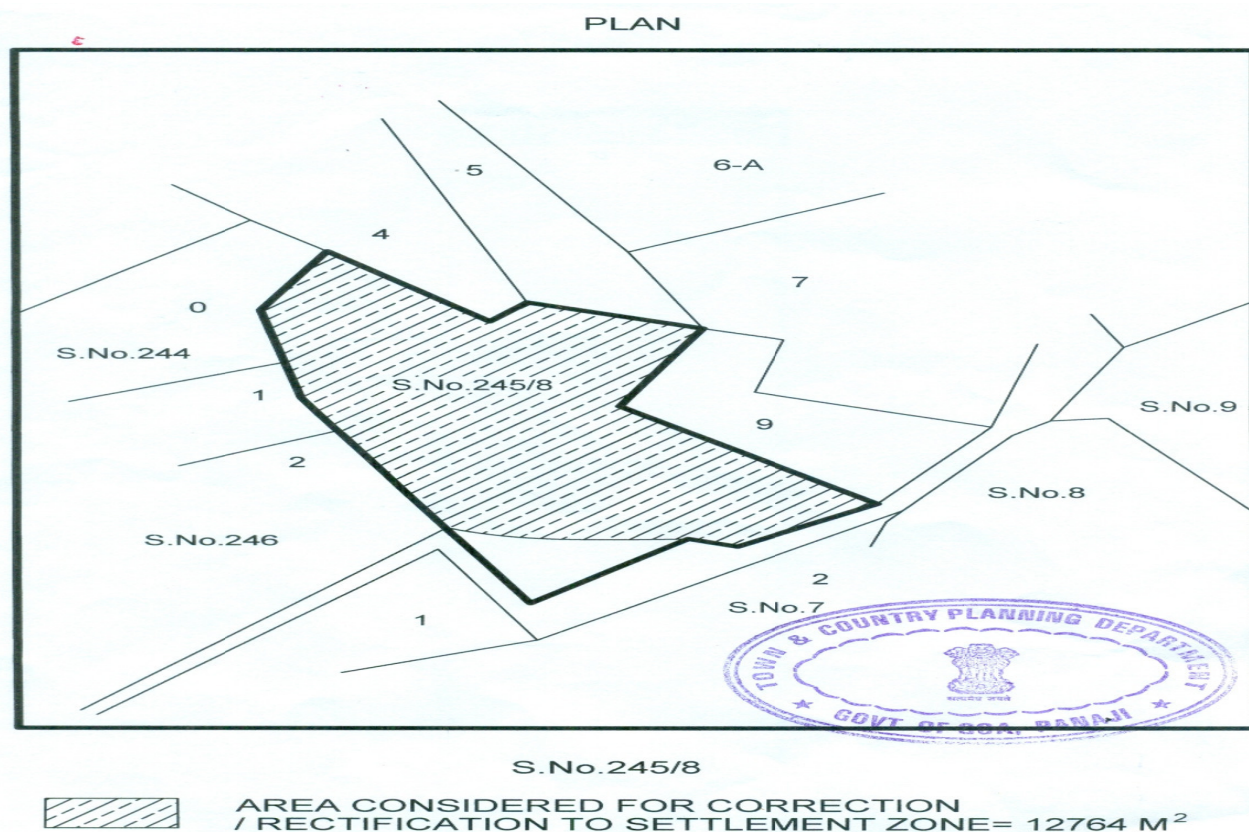 PLAN
5
6-A
4
7
0
S.No.244
S.No.245/8
1
9
S.No.9
2
S.No.8
S.No.246
2
S.No.7
1
TOWN & COUNTRY PLANNING DEPARTMENT
GOVT. OF GOA, PANAJI
S.No.245/8
AREA CONSIDERED FOR CORRECTION
/ RECTIFICATION TO SETTLEMENT ZONE= 12764 M²